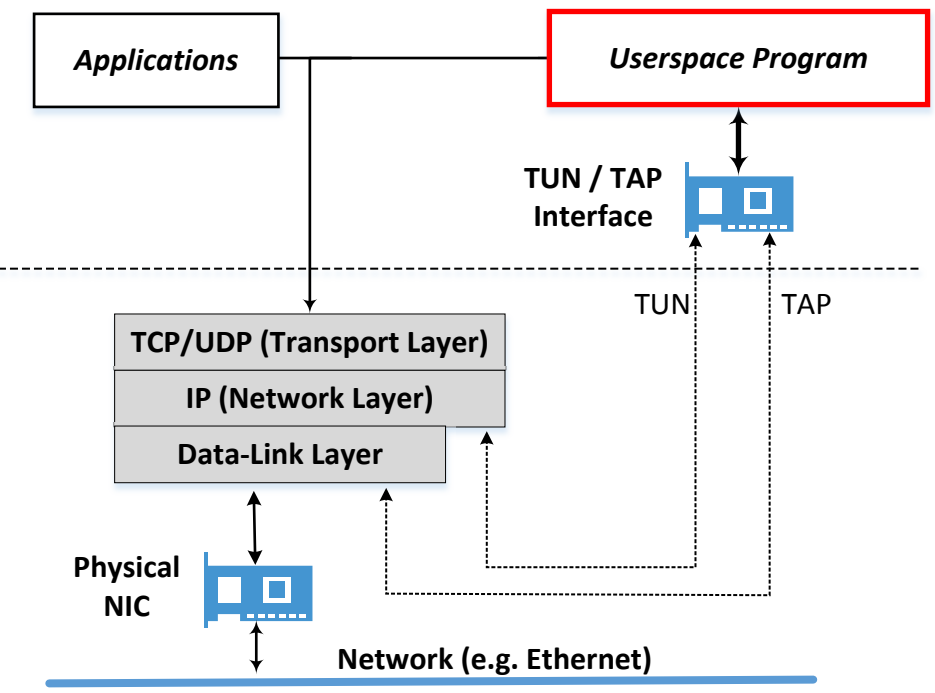 Applications
Userspace Program
TUN / TAP
Interface
TUN
TAP
TCP/UDP (Transport Layer)
IP (Network Layer)
Data-Link Layer
Physical
NIC
Network (e.g. Ethernet)